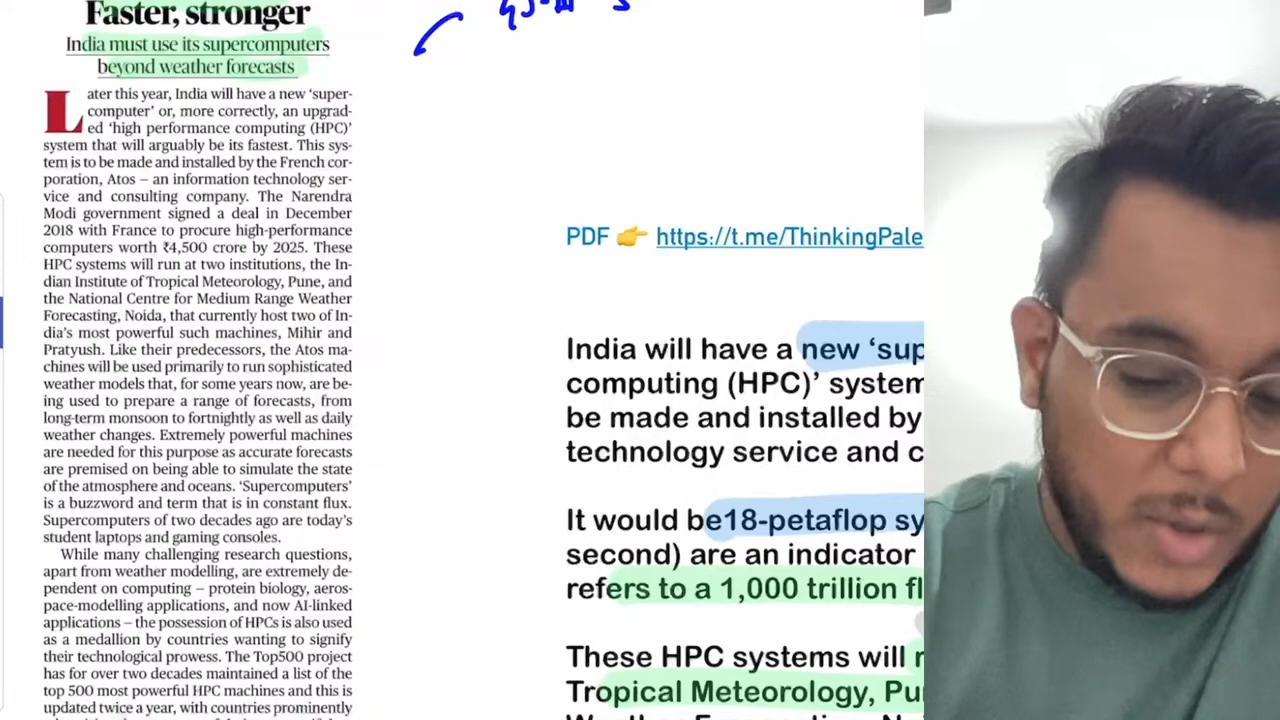 Faster, stronger
India must use its supercomputers
beyond weather forecasts
Later this year, India will have a new ‘super-
computer’ or, more correctly, an upgrad-
ed ‘high performance computing (HPC)’
system that will arguably be its fastest. This sys-
tem is to be made and installed by the French cor-
poration, Atos – an information technology ser-
vice and consulting company. The Narendra
Modi government signed a deal in December
2018 with France to procure high-performance
computers worth ₹4,500 crore by 2025. These
HPC systems will run at two institutions, the In-
dian Institute of Tropical Meteorology, Pune, and
the National Centre for Medium Range Weather
Forecasting, Noida, that currently host two of In-
dia’s most powerful such machines, Mihir and
Pratyush. Like their predecessors, the Atos ma-
chines will be used primarily to run sophisticated
weather models that, for some years now, are be-
ing used to prepare a range of forecasts, from
long-term monsoon to fortnightly as well as daily
weather changes. Extremely powerful machines
are needed for this purpose as accurate forecasts
are premised on being able to simulate the state
of the atmosphere and oceans. ‘Supercomputers’
is a buzzword and term that is in constant flux.
Supercomputers of two decades ago are today’s
student laptops and gaming consoles.
While many challenging research questions,
apart from weather modelling, are extremely de-
pendent on computing – protein biology, aeros-
pace-modelling applications, and now AI-linked
applications – the possession of HPCs is also used
as a medallion by countries wanting to signify
their technological prowess. The Top500 project
has for over two decades maintained a list of the
top 500 most powerful HPC machines and this is
updated twice a year, with countries prominently
PDF 👉 https://t.me/ThinkingPale
India will have a new ‘sup
computing (HPC)’ system
be made and installed by
technology service and c
It would be18-petaflop sy
second) are an indicator
refers to a 1,000 trillion fl
These HPC systems will r
Tropical Meteorology, Pu